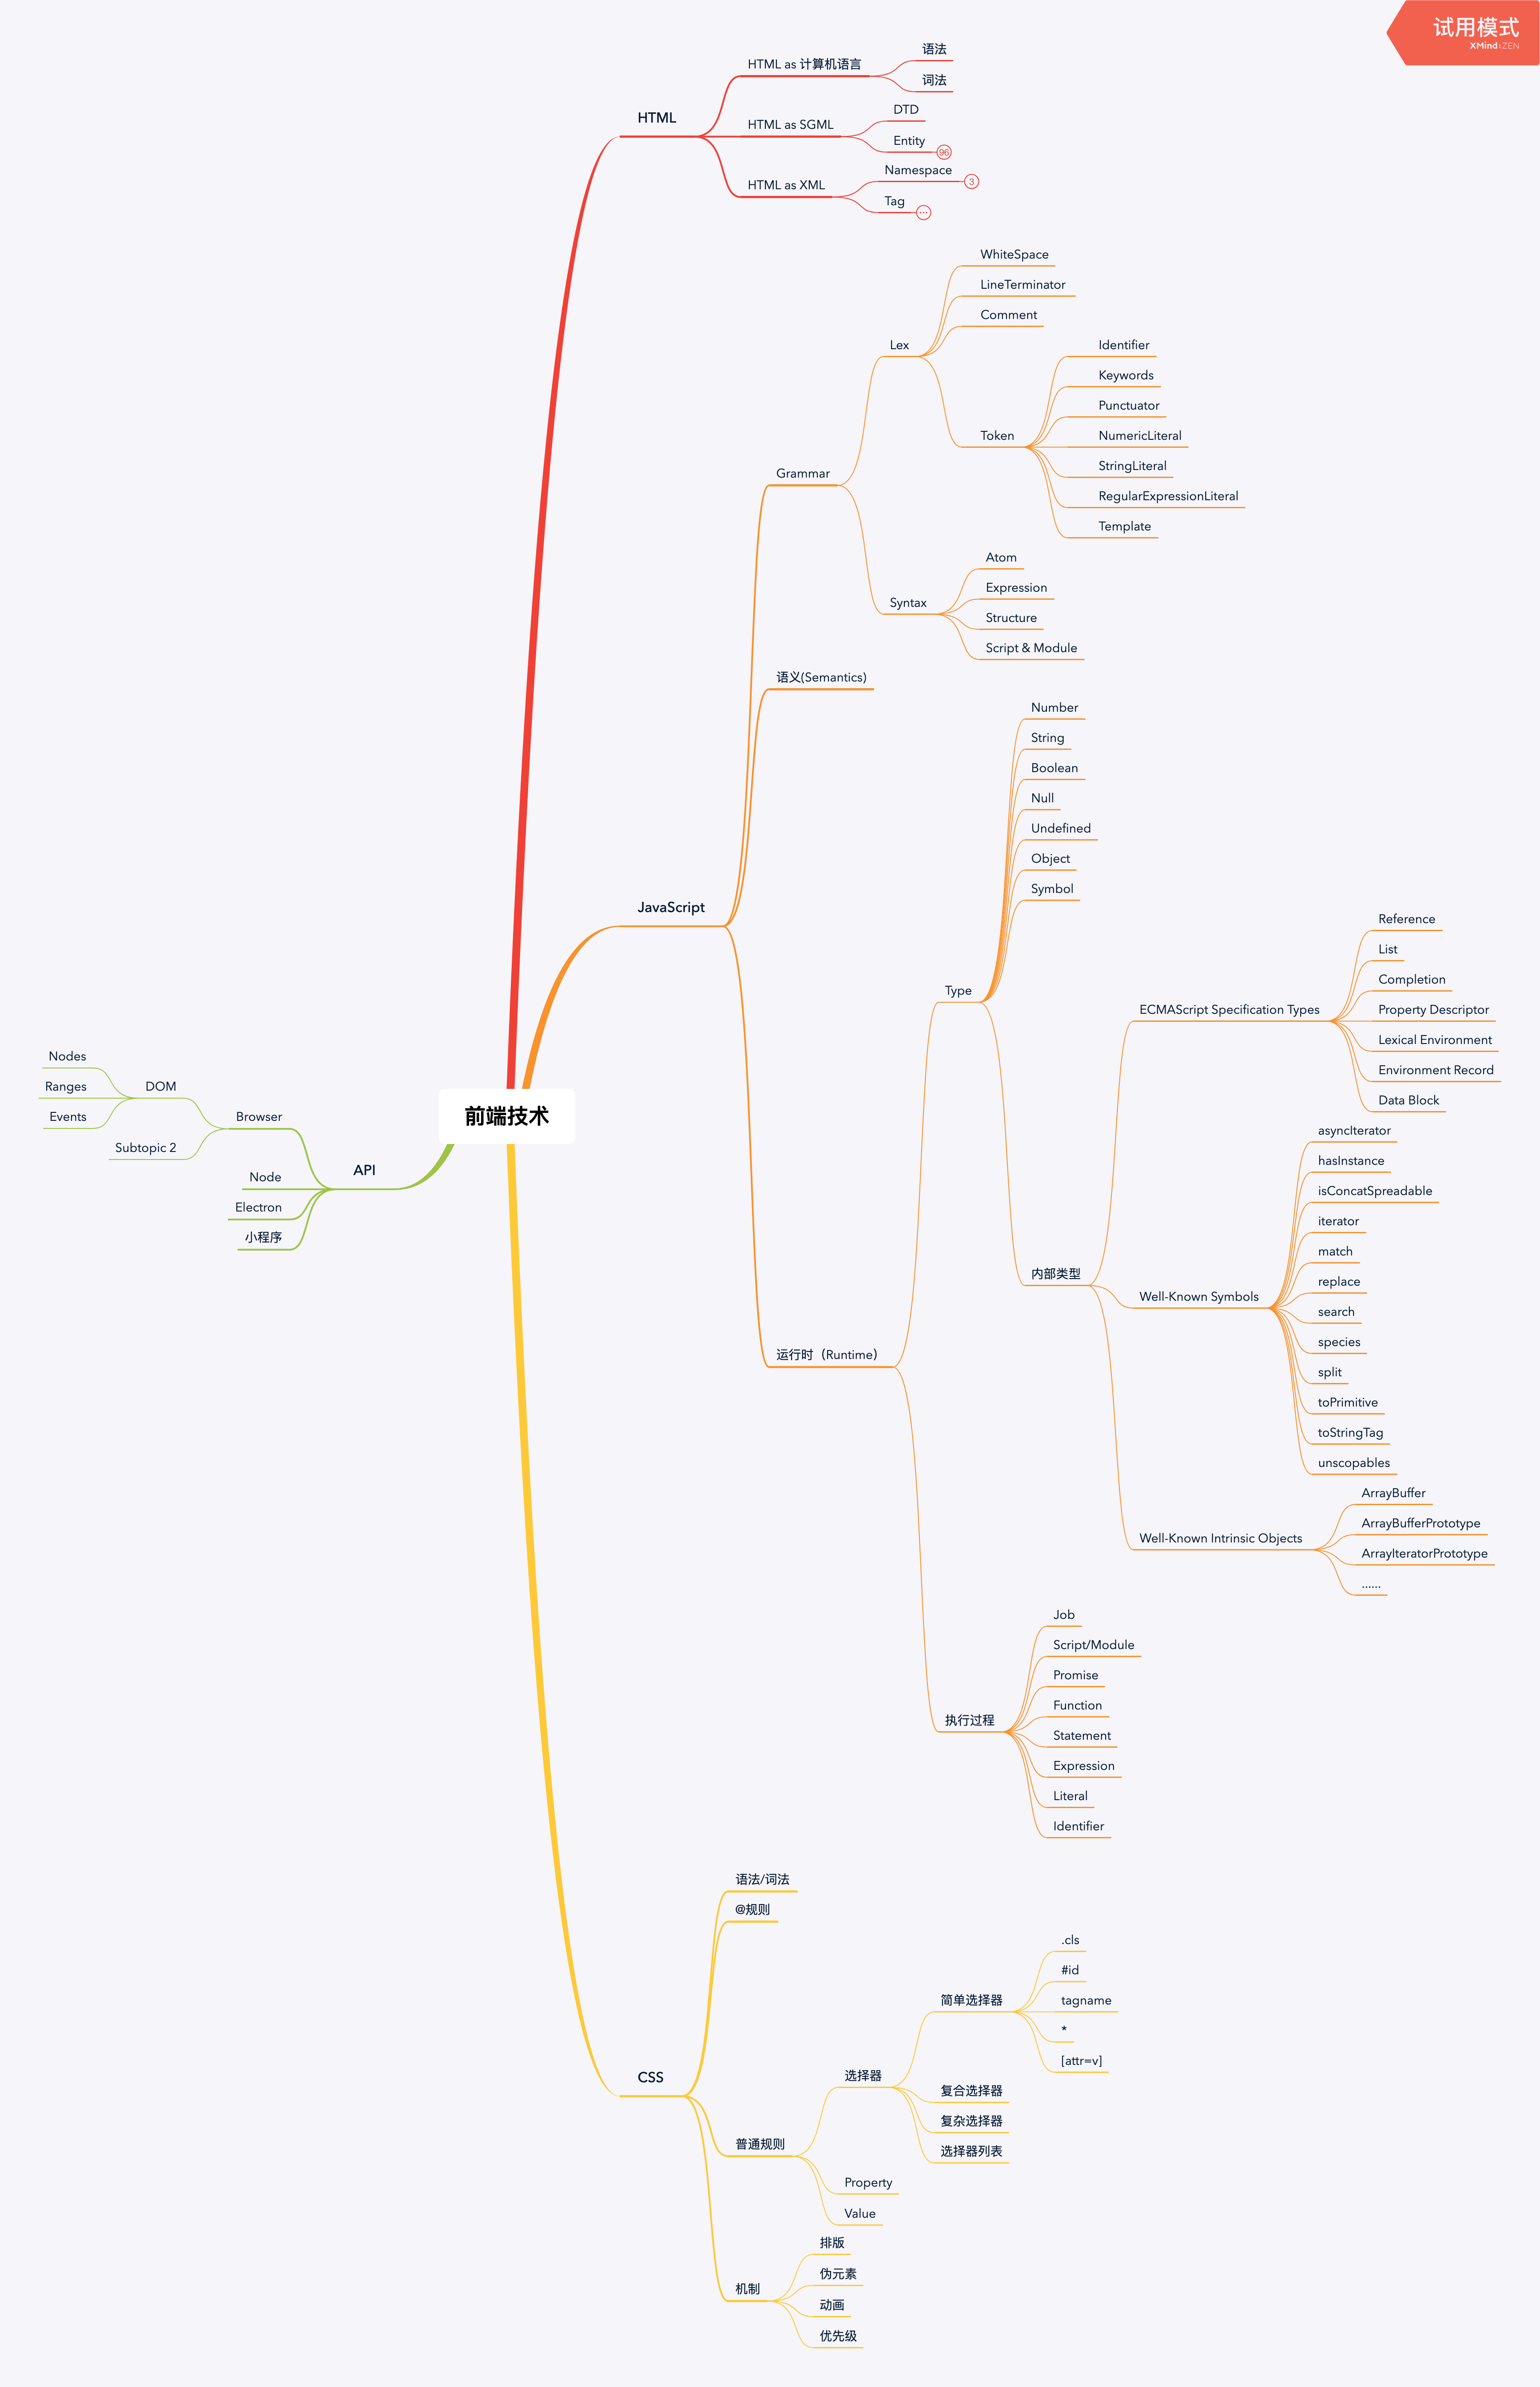 试用模式
XMind:ZEN
前端技术
HTML
HTML as 计算机语言
语法
词法
HTML as SGML
DTD
Entity
96
HTML as XML
Namespace
3
Tag
...
JavaScript
Grammar
Lex
WhiteSpace
LineTerminator
Comment
Token
Identifier
Keywords
Punctuator
NumericLiteral
StringLiteral
RegularExpressionLiteral
Template
Syntax
Atom
Expression
Structure
Script & Module
语义(Semantics)
运行时（Runtime）
Type
Number
String
Boolean
Null
Undefined
Object
Symbol
内部类型
ECMAScript Specification Types
Reference
List
Completion
Property Descriptor
Lexical Environment
Environment Record
Data Block
Well-Known Symbols
asyncIterator
hasInstance
isConcatSpreadable
iterator
match
replace
search
species
split
toPrimitive
toStringTag
unscopables
Well-Known Intrinsic Objects
ArrayBuffer
ArrayBufferPrototype
ArrayIteratorPrototype
......
执行过程
Job
Script/Module
Promise
Function
Statement
Expression
Literal
Identifier
CSS
语法/词法
@规则
普通规则
选择器
简单选择器
.cls
#id
tagname
*
[attr=v]
复合选择器
复杂选择器
选择器列表
Property
Value
机制
排版
伪元素
动画
优先级
API
Browser
DOM
Nodes
Ranges
Events
Subtopic 2
Node
Electron
小程序